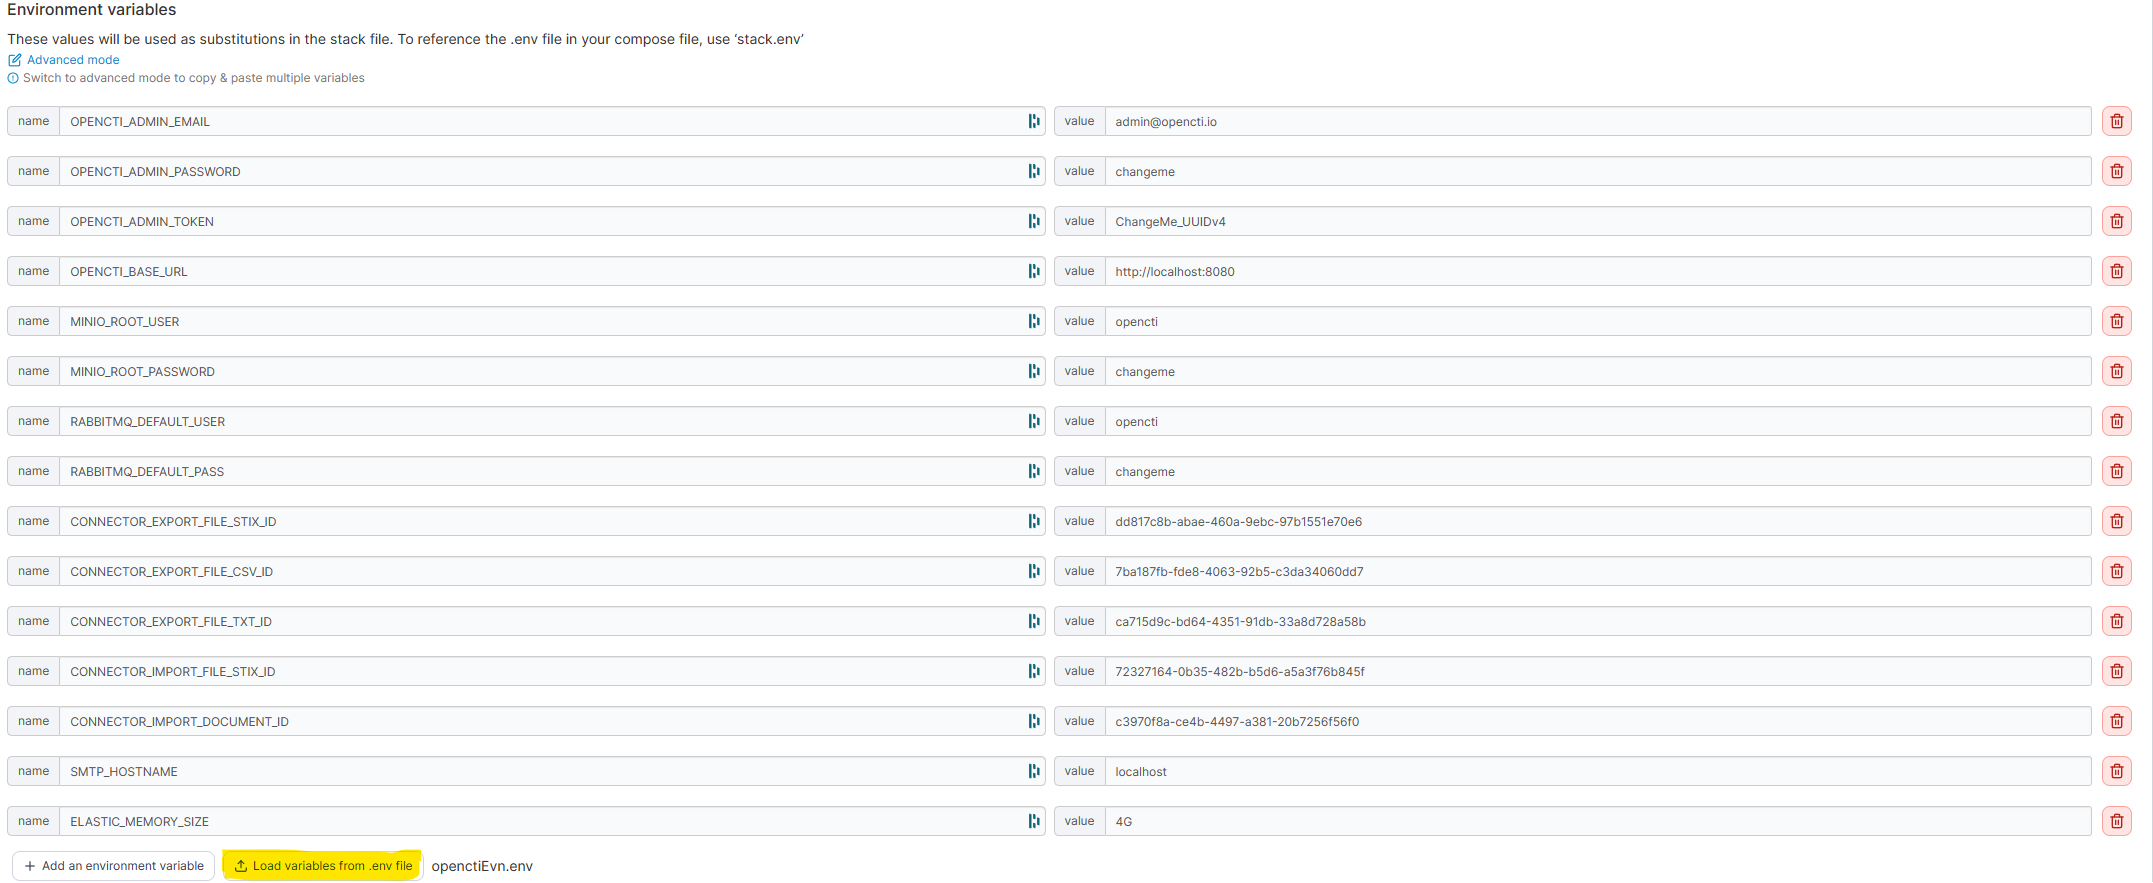 Environment variables
These values will be used as substitutions in the stack file. To reference the .env file in your compose file, use ‘stack.env’
Advanced mode
Switch to advanced mode to copy & paste multiple variables
name OPENCTI_ADMIN_EMAIL value admin@opencti.io
name OPENCTI_ADMIN_PASSWORD value changeme
name OPENCTI_ADMIN_TOKEN value ChangeMe_UUIDv4
name OPENCTI_BASE_URL value http://localhost:8080
name MINIO_ROOT_USER value opencti
name MINIO_ROOT_PASSWORD value changeme
name RABBITMQ_DEFAULT_USER value opencti
name RABBITMQ_DEFAULT_PASS value changeme
name CONNECTOR_EXPORT_FILE_STIX_ID value dd817c8b-abae-460a-9ebc-97b1551e70e6
name CONNECTOR_EXPORT_FILE_CSV_ID value 7ba187fb-fde8-4063-92b5-c3da34060dd7
name CONNECTOR_EXPORT_FILE_TXT_ID value ca715d9c-bd64-4351-91db-33a8d728a58b
name CONNECTOR_IMPORT_FILE_STIX_ID value 72327164-0b35-482b-b5d6-a5a3f76b845f
name CONNECTOR_IMPORT_DOCUMENT_ID value c3970f8a-ce4b-4497-a381-20b7256f56f0
name SMTP_HOSTNAME value localhost
name ELASTIC_MEMORY_SIZE value 4G
+ Add an environment variable Load variables from .env file openctiEvn.env